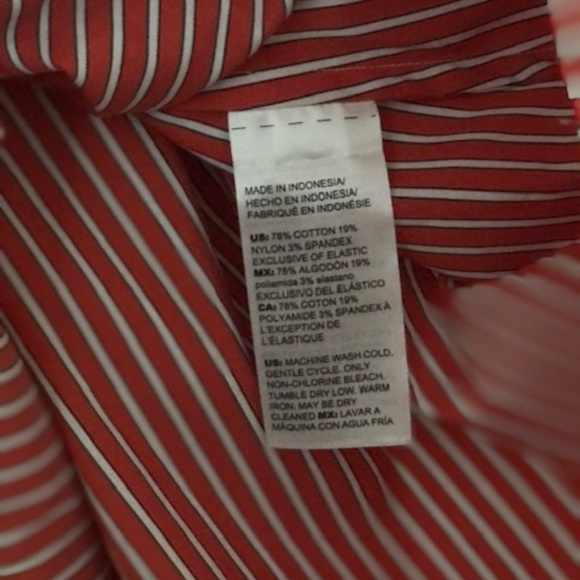 MADE IN INDONESIA/
HECHO EN INDONESIA/
FABRIQUÉ EN INDONÉSIE
US: 78% COTTON 19%
NYLON 3% SPANDEX
EXCLUSIVE OF ELASTIC
MX: 78% ALGODÓN 19%
poliamida 3% elastano
EXCLUSIVO DEL ELÁSTICO
CA: 78% COTON 19%
POLYAMIDE 3% SPANDEX À
L'EXCEPTION DE
L'ÉLASTIQUE
US: MACHINE WASH COLD,
GENTLE CYCLE. ONLY
NON-CHLORINE BLEACH.
TUMBLE DRY LOW. WARM
IRON. MAY BE DRY
CLEANED MX: LAVAR A
MÁQUINA CON AGUA FRÍA